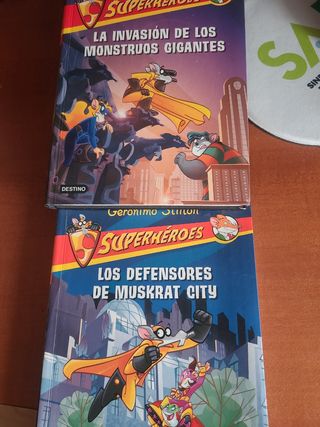 SUPERHÉROES
LA INVASIÓN DE LOS
MONSTRUOS GIGANTES
DESTINO
Geronimo Stilton
SUPERHÉROES
LOS DEFENSORES
DE MUSKRAT CITY